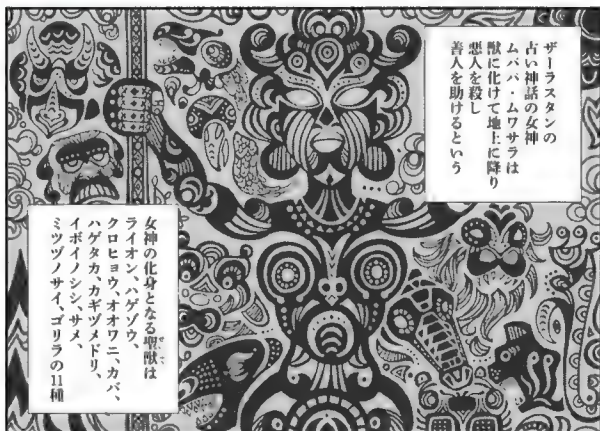 ザーラスタンの
古い神話の女神
ムババ・ムワサラは
獣に化けて地上に降り
悪人を殺し
善人を助けるという
女神の化身となる聖獣は
ライオン、ハゲゾウ、
クロヒョウ、オオワニ、カバ、
ハゲタカ、カギヅメドリ、
イボイノシシ、サメ、
ミツヅノサイ、ゴリラの11種